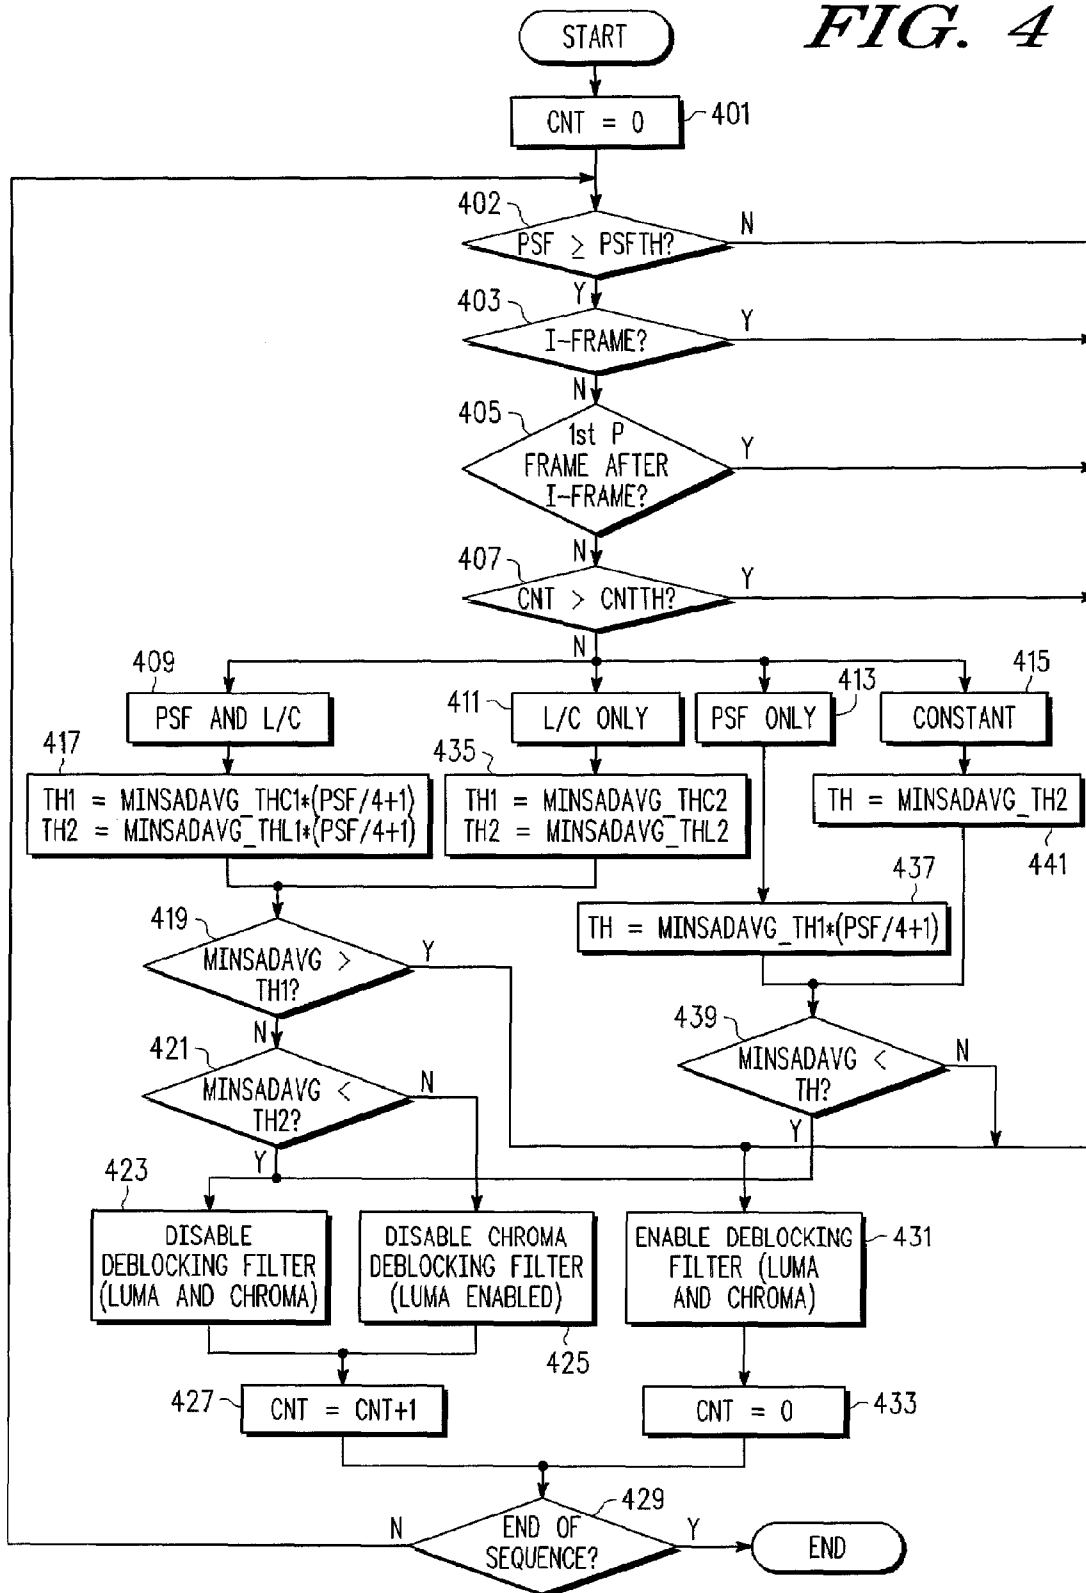 FIG. 4
START
CNT = 0
401
402
PSF ≥ PSFTH?
N
Y
403
I-FRAME?
Y
N
405
1st P
FRAME AFTER
I-FRAME?
Y
N
407
CNT > CNTTH?
Y
N
409
PSF AND L/C
411
L/C ONLY
PSF ONLY
413
415
CONSTANT
417
TH1 = MINSADAVG_THC1*(PSF/4+1)
TH2 = MINSADAVG_THL1*(PSF/4+1)
435
TH1 = MINSADAVG_THC2
TH2 = MINSADAVG_THL2
TH = MINSADAVG_TH2
441
437
TH = MINSADAVG_TH1*(PSF/4+1)
419
MINSADAVG >
TH1?
Y
N
439
MINSADAVG <
TH?
N
Y
421
MINSADAVG <
TH2?
N
Y
423
DISABLE
DEBLOCKING FILTER
(LUMA AND CHROMA)
DISABLE CHROMA
DEBLOCKING FILTER
(LUMA ENABLED)
425
ENABLE DEBLOCKING
FILTER (LUMA
AND CHROMA)
431
427
CNT = CNT+1
CNT = 0
433
429
END OF
SEQUENCE?
N
Y
END